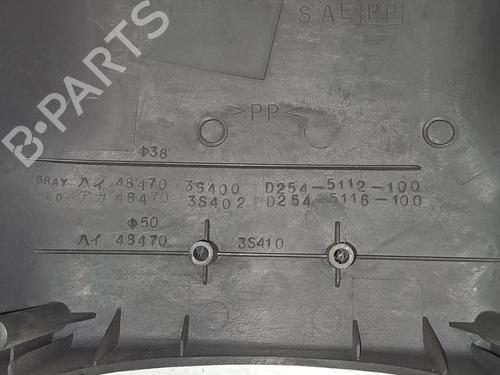 SAE PP
>PP<
Φ38
GRAY ハイ 48470 3S400 D254-5112-100
アカ 48470 3S402 D254-5116-100
Φ50
ハイ 48470 3S410
B-PARTS